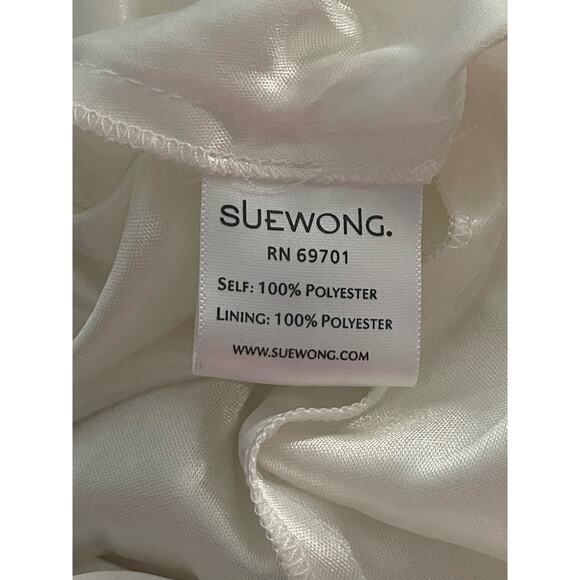 SUEWONG.
RN 69701
SELF: 100% POLYESTER
LINING: 100% POLYESTER
WWW.SUEWONG.COM